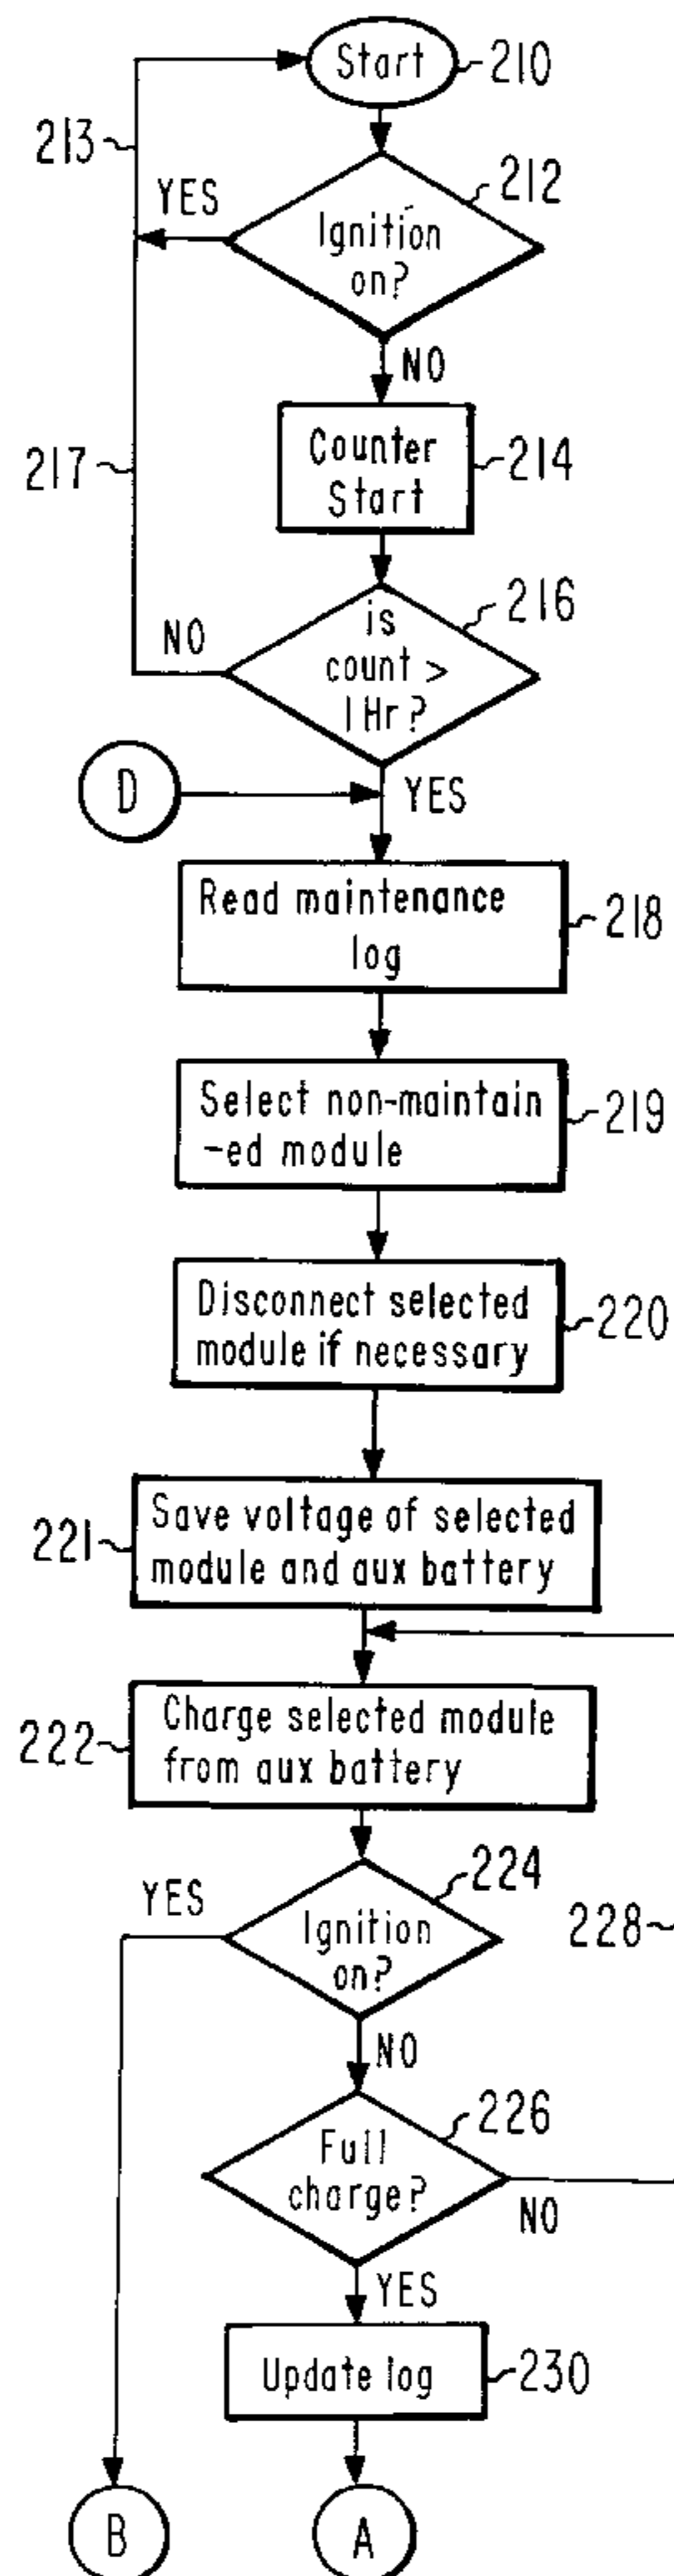 Start
210
213
212
YES
Ignition
on?
NO
Counter
Start
214
217
216
is
count >
1 Hr?
NO
D
YES
Read maintenance
log
218
Select non-maintain
-ed module
219
Disconnect selected
module if necessary
220
Save voltage of selected
module and aux battery
221
Charge selected module
from aux battery
222
224
YES
Ignition
on?
228
NO
226
Full
charge?
NO
YES
Update log
230
B
A